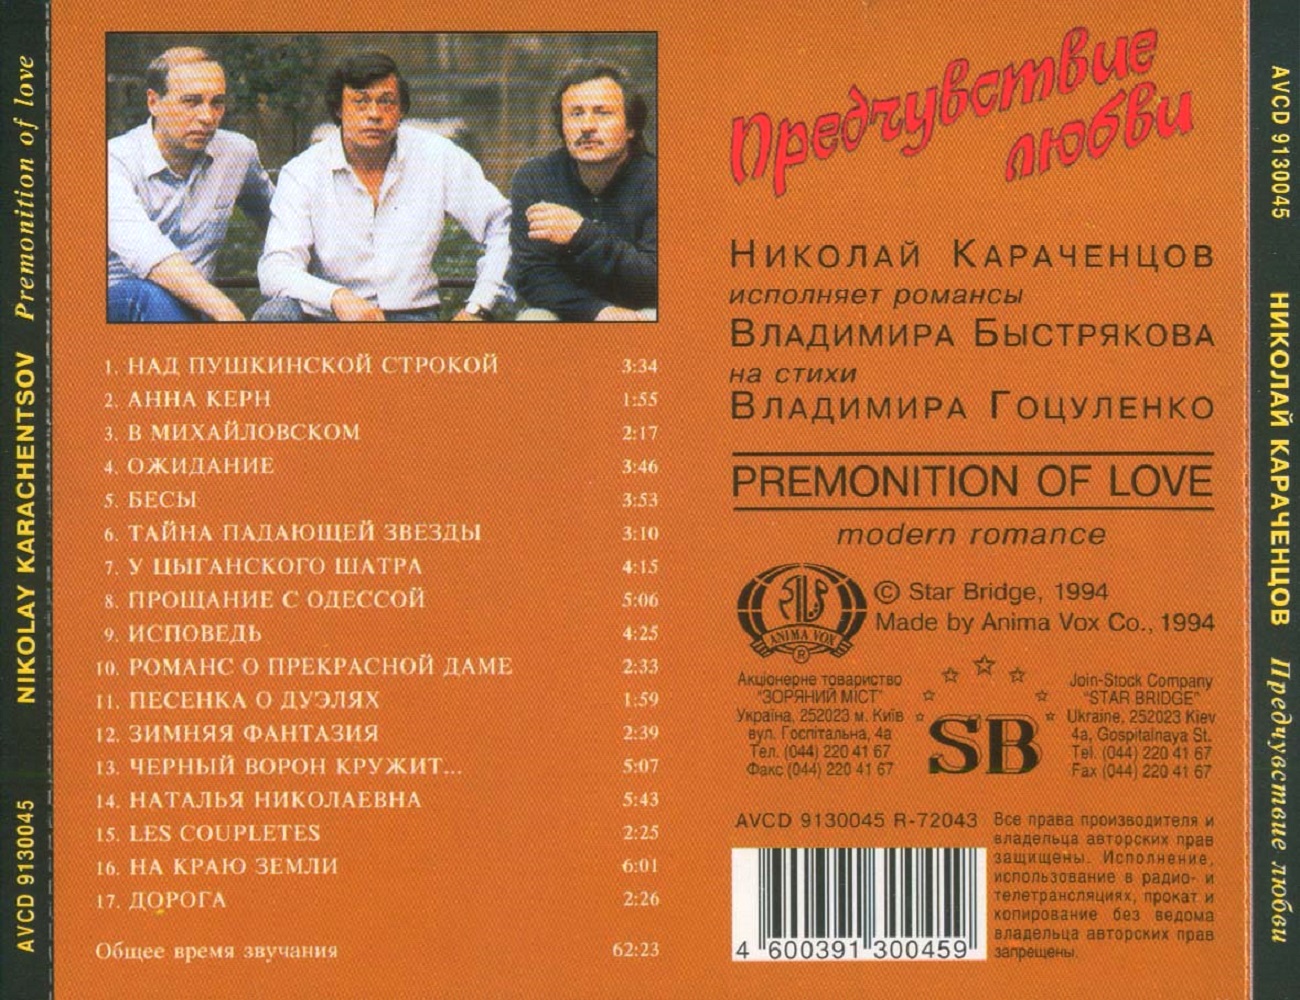 NIKOLAY KARACHENTSOV Premonition of love
AVCD 9130045
1. НАД ПУШКИНСКОЙ СТРОКОЙ 3:34
2. АННА КЕРН 1:55
3. В МИХАЙЛОВСКОМ 2:17
4. ОЖИДАНИЕ 3:46
5. БЕСЫ 3:53
6. ТАЙНА ПАДАЮЩЕЙ ЗВЕЗДЫ 3:10
7. У ЦЫГАНСКОГО ШАТРА 4:15
8. ПРОЩАНИЕ С ОДЕССОЙ 5:06
9. ИСПОВЕДЬ 4:25
10. РОМАНС О ПРЕКРАСНОЙ ДАМЕ 2:33
11. ПЕСЕНКА О ДУЭЛЯХ 1:59
12. ЗИМНЯЯ ФАНТАЗИЯ 2:39
13. ЧЕРНЫЙ ВОРОН КРУЖИТ... 5:07
14. НАТАЛЬЯ НИКОЛАЕВНА 5:43
15. LES COUPLETES 2:25
16. НА КРАЮ ЗЕМЛИ 6:01
17. ДОРОГА 2:26
Общее время звучания 62:23
Предчувствие
любви
НИКОЛАЙ КАРАЧЕНЦОВ
исполняет романсы
ВЛАДИМИРА БЫСТРЯКОВА
на стихи
ВЛАДИМИРА ГОЦУЛЕНКО
PREMONITION OF LOVE
modern romance
ANIMA VOX
®
© Star Bridge, 1994
Made by Anima Vox Co., 1994
Акціонерне товариство
"ЗОРЯНИЙ МІСТ"
Україна, 252023 м. Київ
вул. Госпітальна, 4а
Тел. (044) 220 41 67
Факс (044) 220 41 67
SB
Join-Stock Company
"STAR BRIDGE"
Ukraine, 252023 Kiev
4a, Gospitalnaya St.
Tel. (044) 220 41 67
Fax (044) 220 41 67
AVCD 9130045 R-72043
4 600391 300459
Все права производителя и
владельца авторских прав
защищены. Исполнение,
использование в радио- и
телетрансляциях, прокат и
копирование без ведома
владельца авторских прав
запрещены.
AVCD 9130045
НИКОЛАЙ КАРАЧЕНЦОВ Предчувствие любви